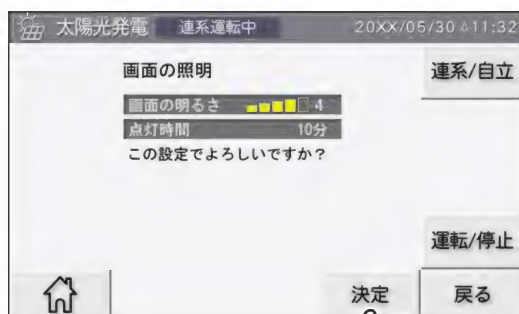 太陽光発電 連系運転中 20XX/05/30 11:32
画面の照明
連系/自立
画面の明るさ 4
点灯時間 10分
この設定でよろしいですか？
運転/停止
決定
戻る